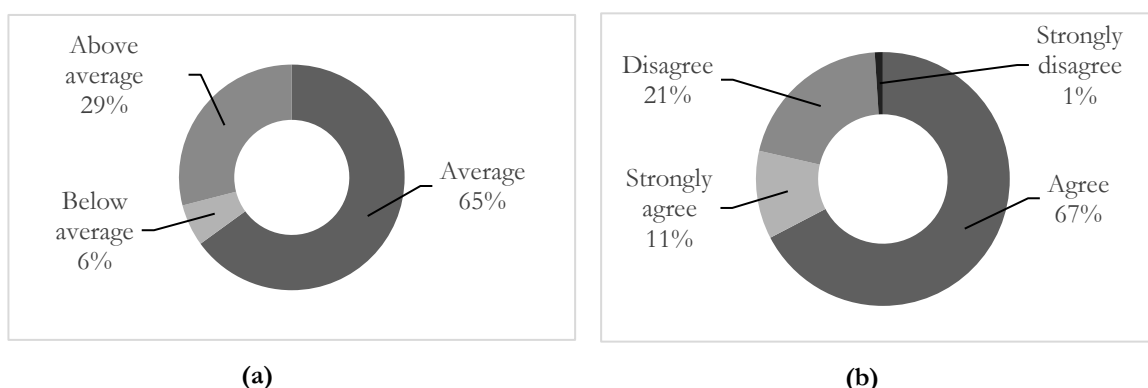 Above
average
29%
Average
65%
Below
average
6%
(a)
Strongly
disagree
1%
Disagree
21%
Strongly
agree
11%
Agree
67%
(b)